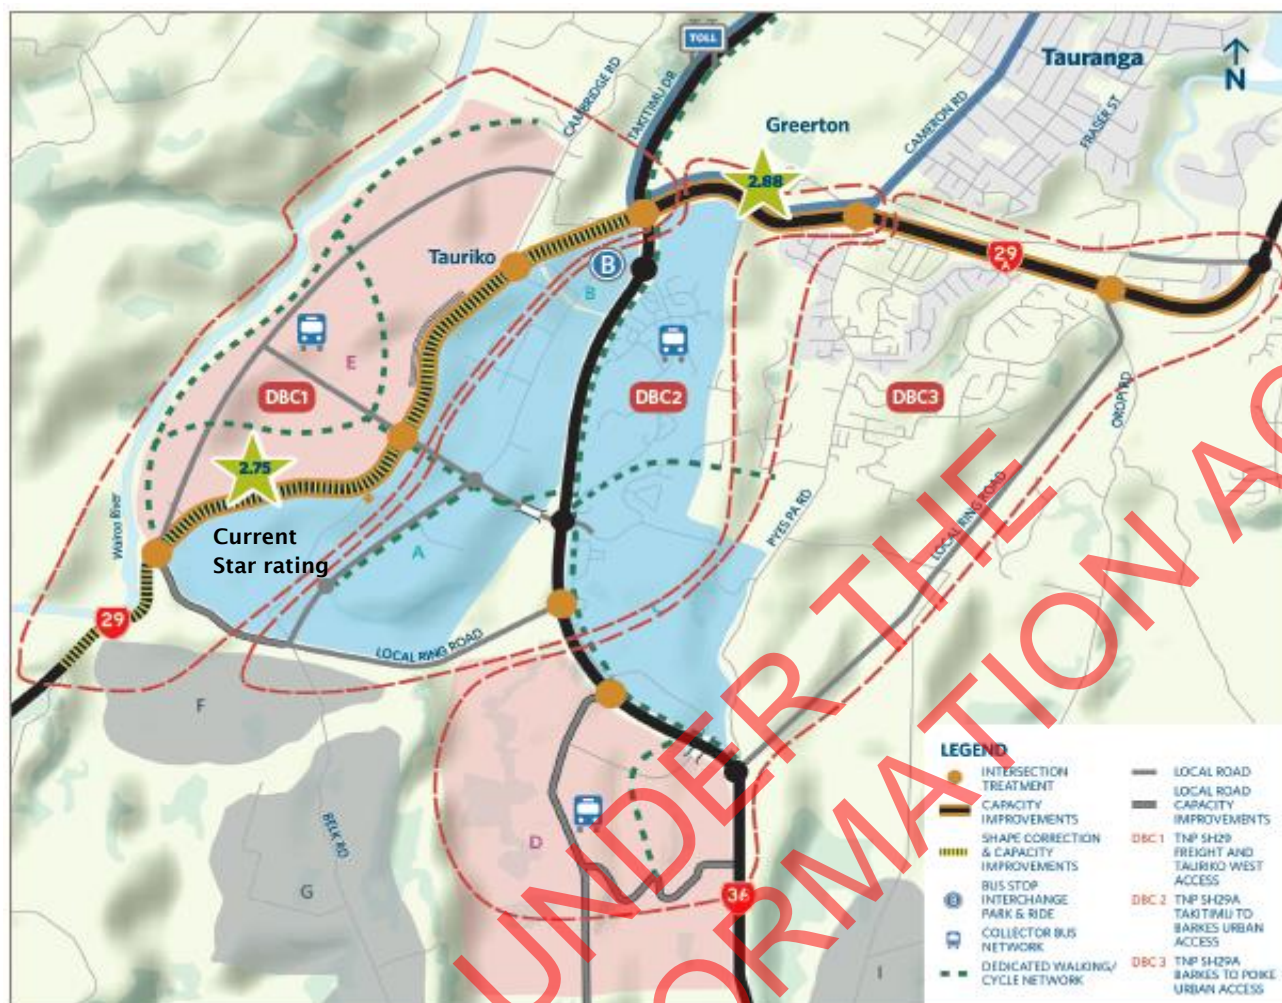 TOLL
Tauranga
N
CAMBRIDGE RD
TAKITIMU DR
Greerton
CAMERON RD
FRASER ST
2.88
Tauriko
B
B
29
A
E
DBC1
DBC2
DBC3
OROPI RD
2.75
Wairoa River
Current
Star rating
A
PYES PA RD
LOCAL RING ROAD
C
29
LOCAL RING ROAD
F
BELK RD
G
D
36
I
UNDER THE
ORMATION AC
LEGEND
INTERSECTION
TREATMENT
CAPACITY
IMPROVEMENTS
SHAPE CORRECTION
& CAPACITY
IMPROVEMENTS
B
BUS STOP
INTERCHANGE
PARK & RIDE
COLLECTOR BUS
NETWORK
DEDICATED WALKING/
CYCLE NETWORK
LOCAL ROAD
LOCAL ROAD
CAPACITY
IMPROVEMENTS
DBC 1 TNP SH29
FREIGHT AND
TAURIKO WEST
ACCESS
DBC 2 TNP SH29A
TAKITIMU TO
BARKES URBAN
ACCESS
DBC 3 TNP SH29A
BARKES TO POIKE
URBAN ACCESS